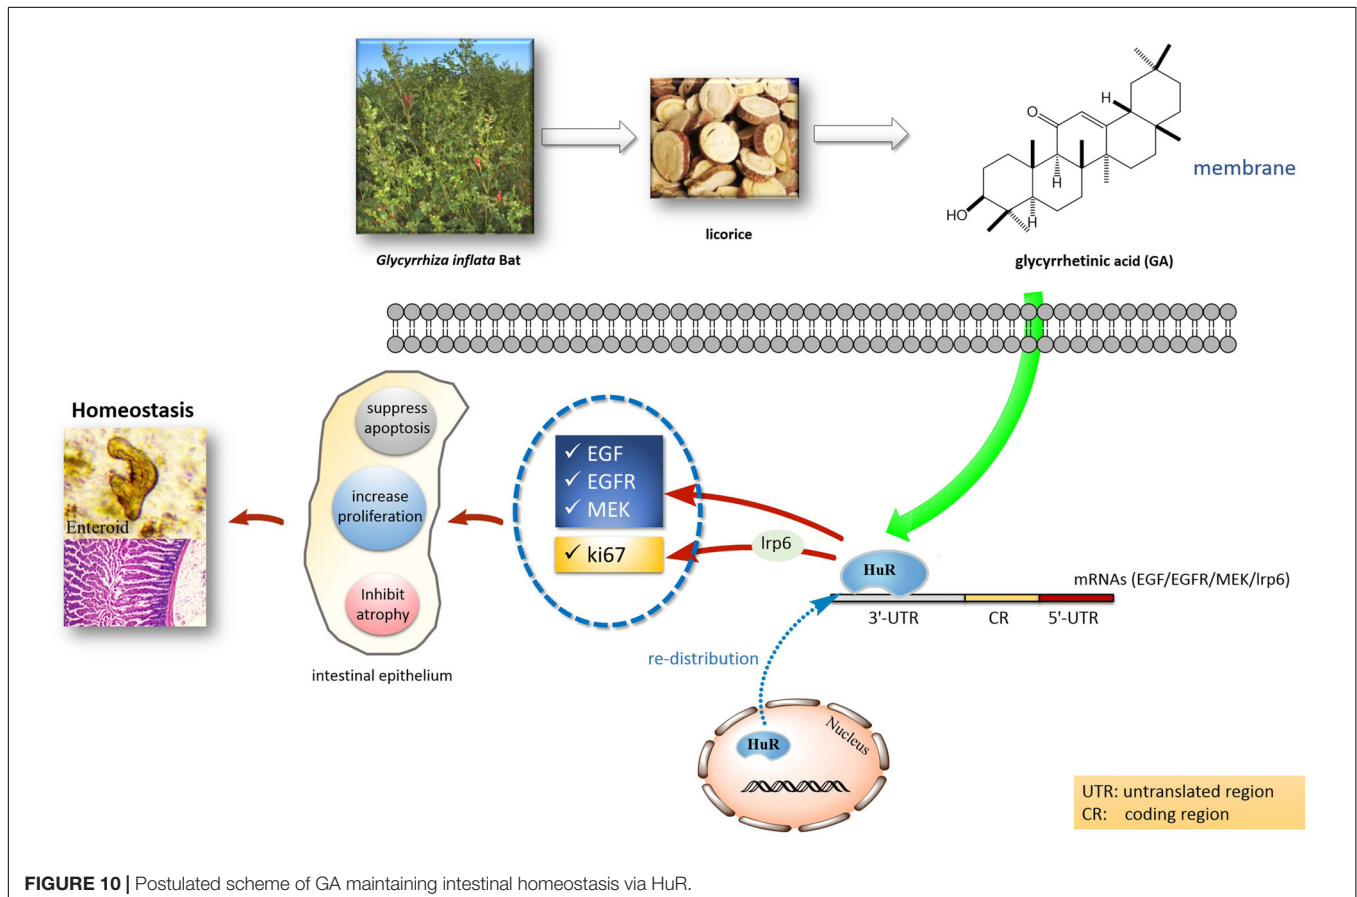 Glycyrrhiza inflata Bat
licorice
O
H
H
H
HO
membrane
glycyrrhetinic acid (GA)
Homeostasis
Enteroid
suppress
apoptosis
increase
proliferation
Inhibit
atrophy
intestinal epithelium
✓ EGF
✓ EGFR
✓ MEK
✓ ki67
lrp6
HuR
mRNAs (EGF/EGFR/MEK/lrp6)
3'-UTR
CR
5'-UTR
re-distribution
Nucleus
HuR
UTR: untranslated region
CR: coding region
FIGURE 10 | Postulated scheme of GA maintaining intestinal homeostasis via HuR.